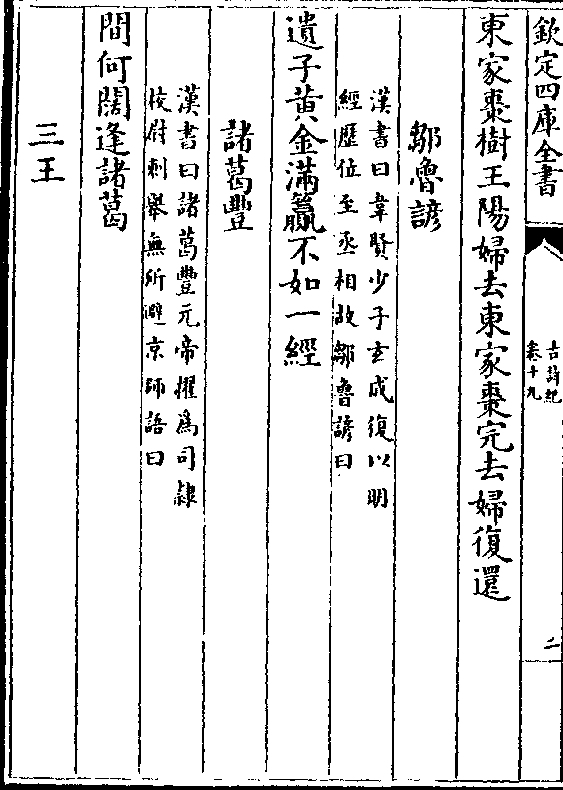 欽定四庫全書
古詩紀
卷十九
二
東家棗樹王陽婦去東家棗完去婦復還
鄒魯諺
漢書曰韋賢少子玄成復以明
經歷位至丞相故鄒魯諺曰
遺子黄金滿籯不如一經
諸葛豐
漢書曰諸葛豐元帝擢爲司隸
校尉刺舉無所避京師語曰
間何闊逢諸葛
三王